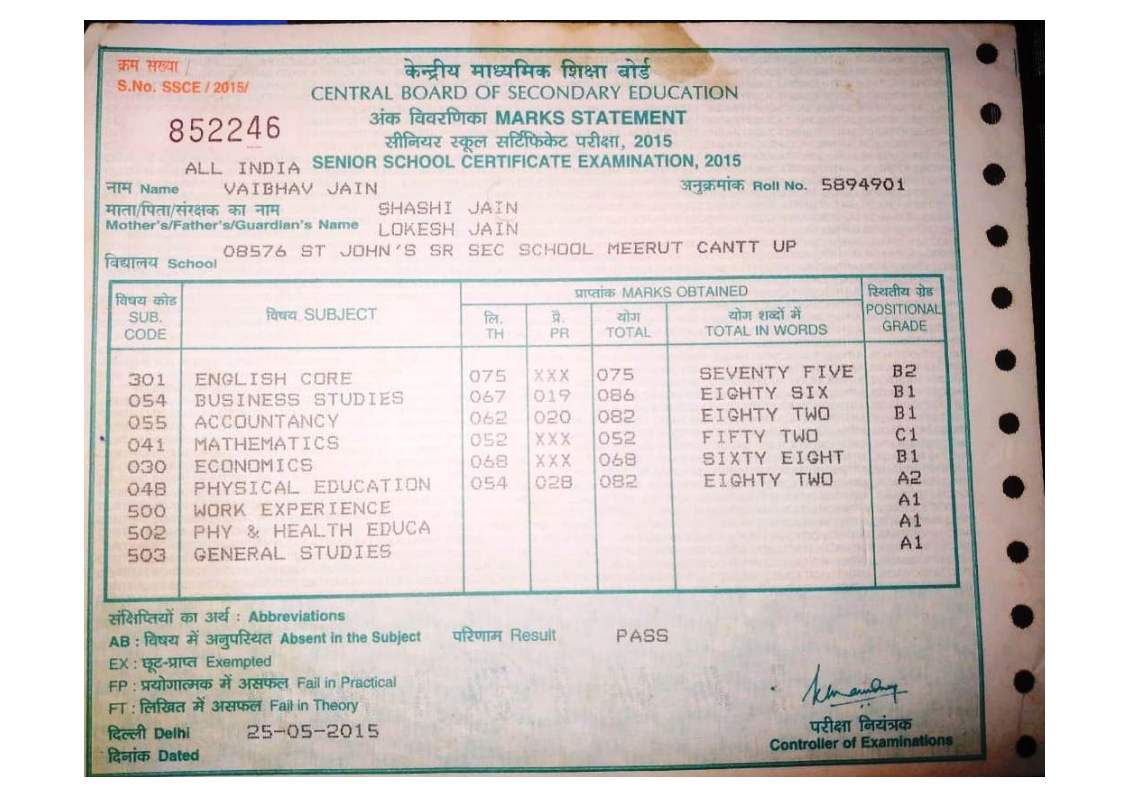 क्रम संख्या /
S.No. SSCE / 2015/
852246
केन्द्रीय माध्यमिक शिक्षा बोर्ड
CENTRAL BOARD OF SECONDARY EDUCATION
अंक विवरणिका MARKS STATEMENT
सीनियर स्कूल सर्टिफिकेट परीक्षा, 2015
ALL INDIA SENIOR SCHOOL CERTIFICATE EXAMINATION, 2015
नाम Name VAIBHAV JAIN अनुक्रमांक Roll No. 5894901
माता/पिता/संरक्षक का नाम SHASHI JAIN
Mother's/Father's/Guardian's Name LOKESH JAIN
विद्यालय School 08576 ST JOHN'S SR SEC SCHOOL MEERUT CANTT UP
विषय कोड SUB. CODE विषय SUBJECT प्राप्तांक MARKS OBTAINED स्थितीय ग्रेड POSITIONAL GRADE
लि. TH प्रै. PR योग TOTAL योग शब्दों में TOTAL IN WORDS
301 ENGLISH CORE 075 XXX 075 SEVENTY FIVE B2
054 BUSINESS STUDIES 067 019 086 EIGHTY SIX B1
055 ACCOUNTANCY 062 020 082 EIGHTY TWO B1
041 MATHEMATICS 052 XXX 052 FIFTY TWO C1
030 ECONOMICS 068 XXX 068 SIXTY EIGHT B1
048 PHYSICAL EDUCATION 054 028 082 EIGHTY TWO A2
500 WORK EXPERIENCE A1
502 PHY & HEALTH EDUCA A1
503 GENERAL STUDIES A1
संक्षिप्तियों का अर्थ : Abbreviations
AB : विषय में अनुपस्थित Absent in the Subject परिणाम Result PASS
EX : छूट-प्राप्त Exempted
FP : प्रयोगात्मक में असफल Fail in Practical
FT : लिखित में असफल Fail in Theory
दिल्ली Delhi 25-05-2015
दिनांक Dated
परीक्षा नियंत्रक
Controller of Examinations